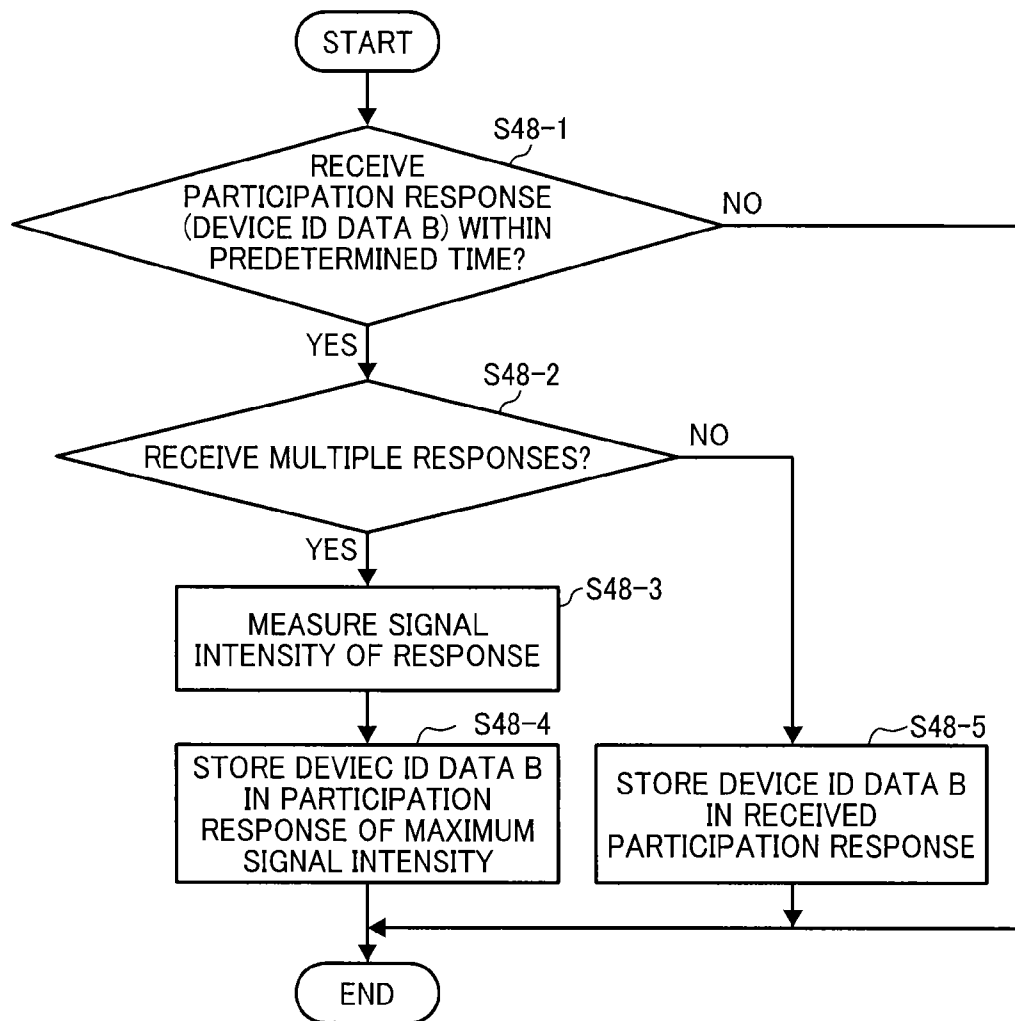 START
S48-1
RECEIVE
PARTICIPATION RESPONSE
(DEVICE ID DATA B) WITHIN
PREDETERMINED TIME?
NO
YES
S48-2
RECEIVE MULTIPLE RESPONSES?
NO
YES
S48-3
MEASURE SIGNAL
INTENSITY OF RESPONSE
S48-4
STORE DEVIEC ID DATA B
IN PARTICIPATION
RESPONSE OF MAXIMUM
SIGNAL INTENSITY
S48-5
STORE DEVICE ID DATA B
IN RECEIVED
PARTICIPATION RESPONSE
END